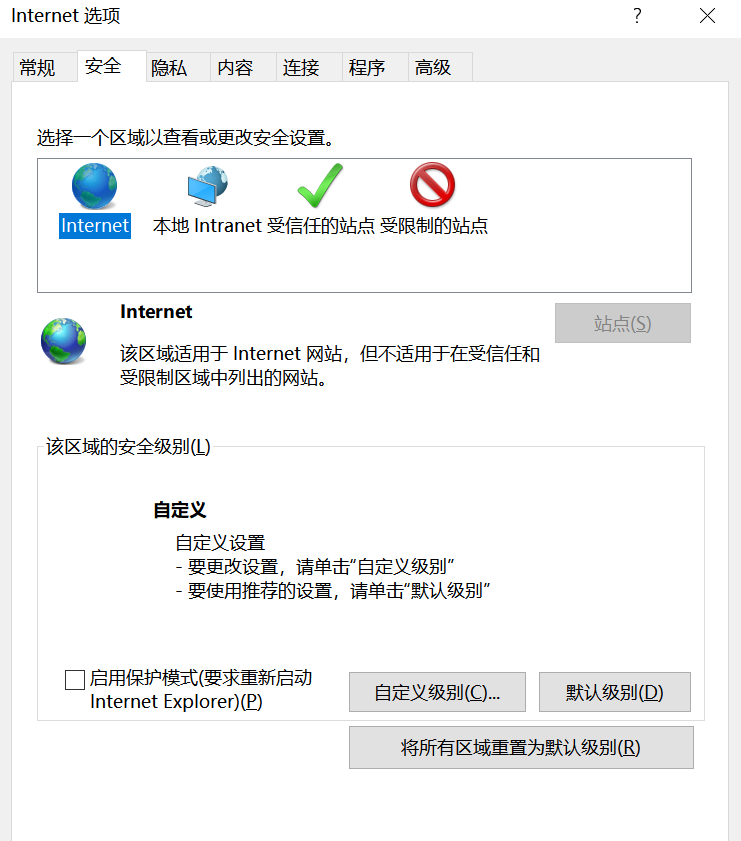 Internet 选项
常规 安全 隐私 内容 连接 程序 高级
选择一个区域以查看或更改安全设置。
Internet 本地 Intranet 受信任的站点 受限制的站点
Internet
站点(S)
该区域适用于 Internet 网站，但不适用于在受信任和
受限制区域中列出的网站。
该区域的安全级别(L)
自定义
自定义设置
- 要更改设置，请单击“自定义级别”
- 要使用推荐的设置，请单击“默认级别”
启用保护模式(要求重新启动
Internet Explorer)(P)
自定义级别(C)... 默认级别(D)
将所有区域重置为默认级别(R)